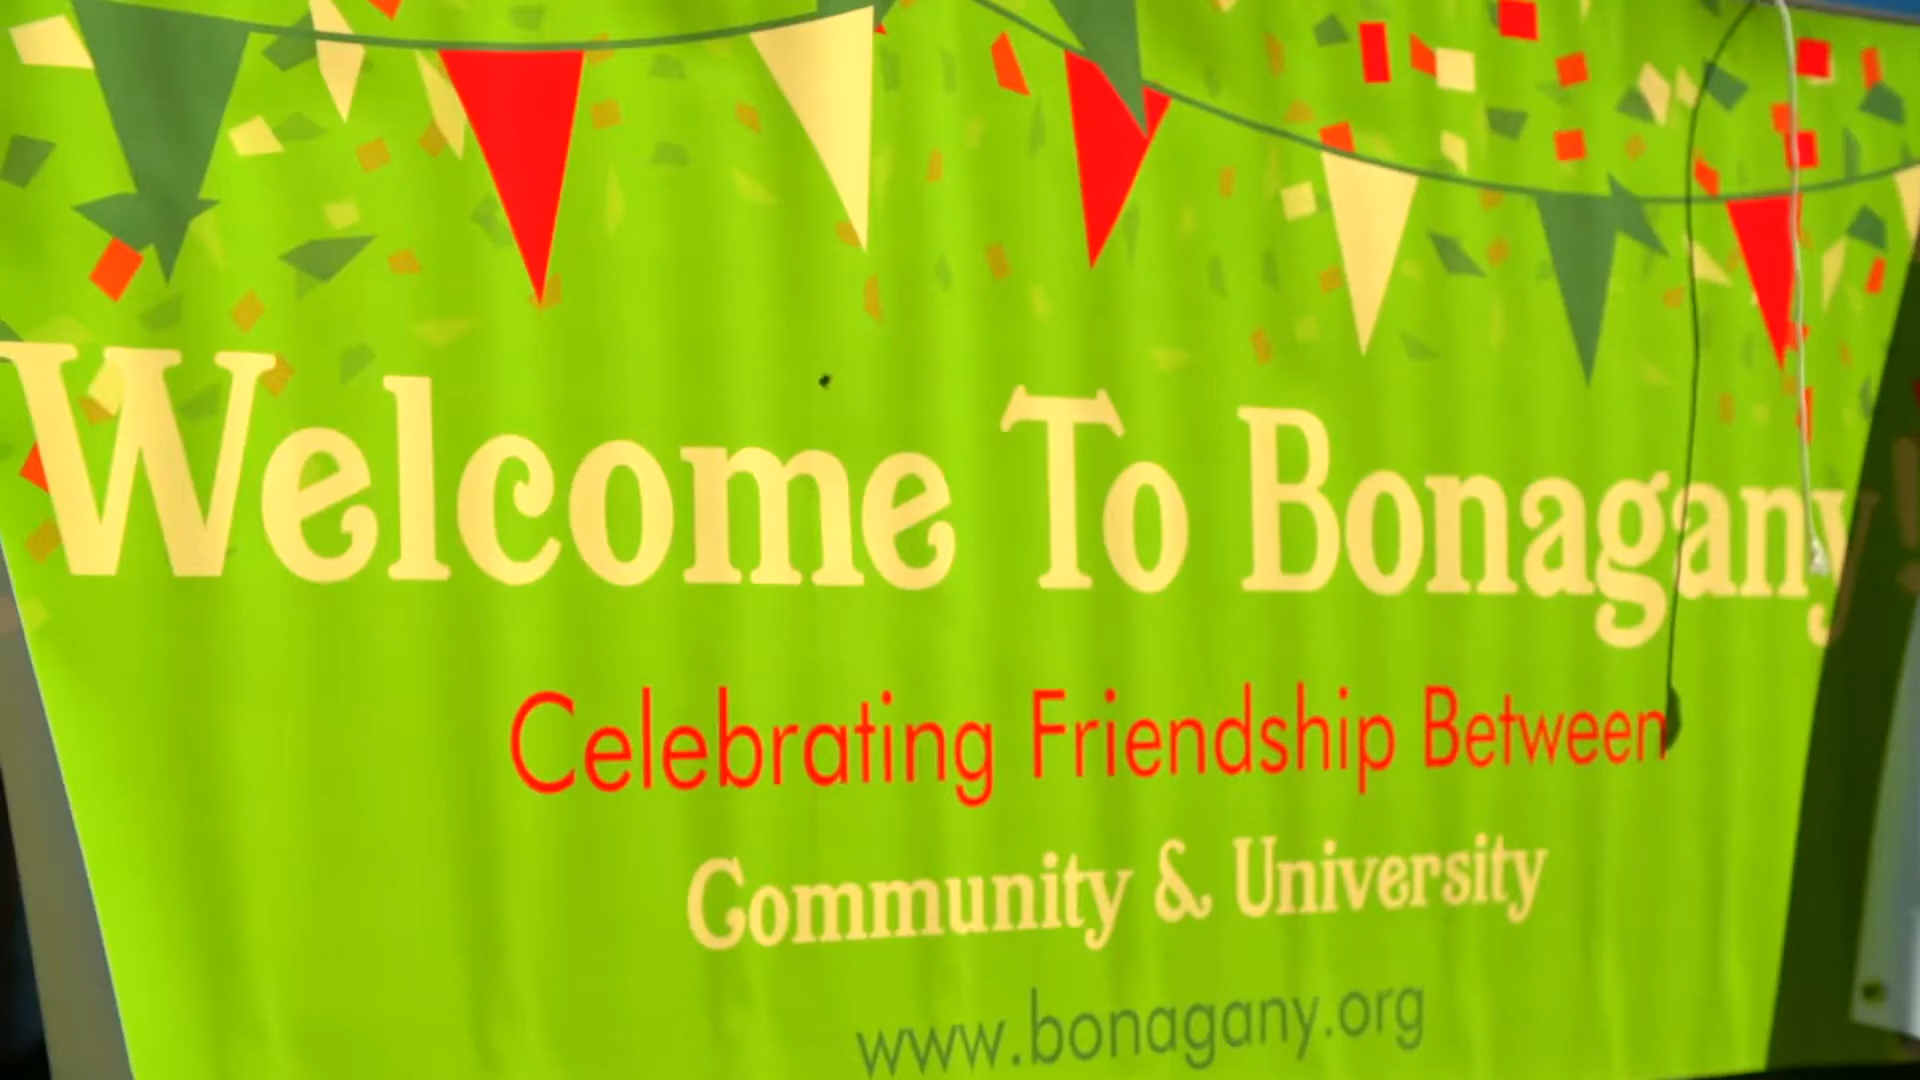 Welcome To Bonagany!
Celebrating Friendship Between
Community & University
www.bonagany.org